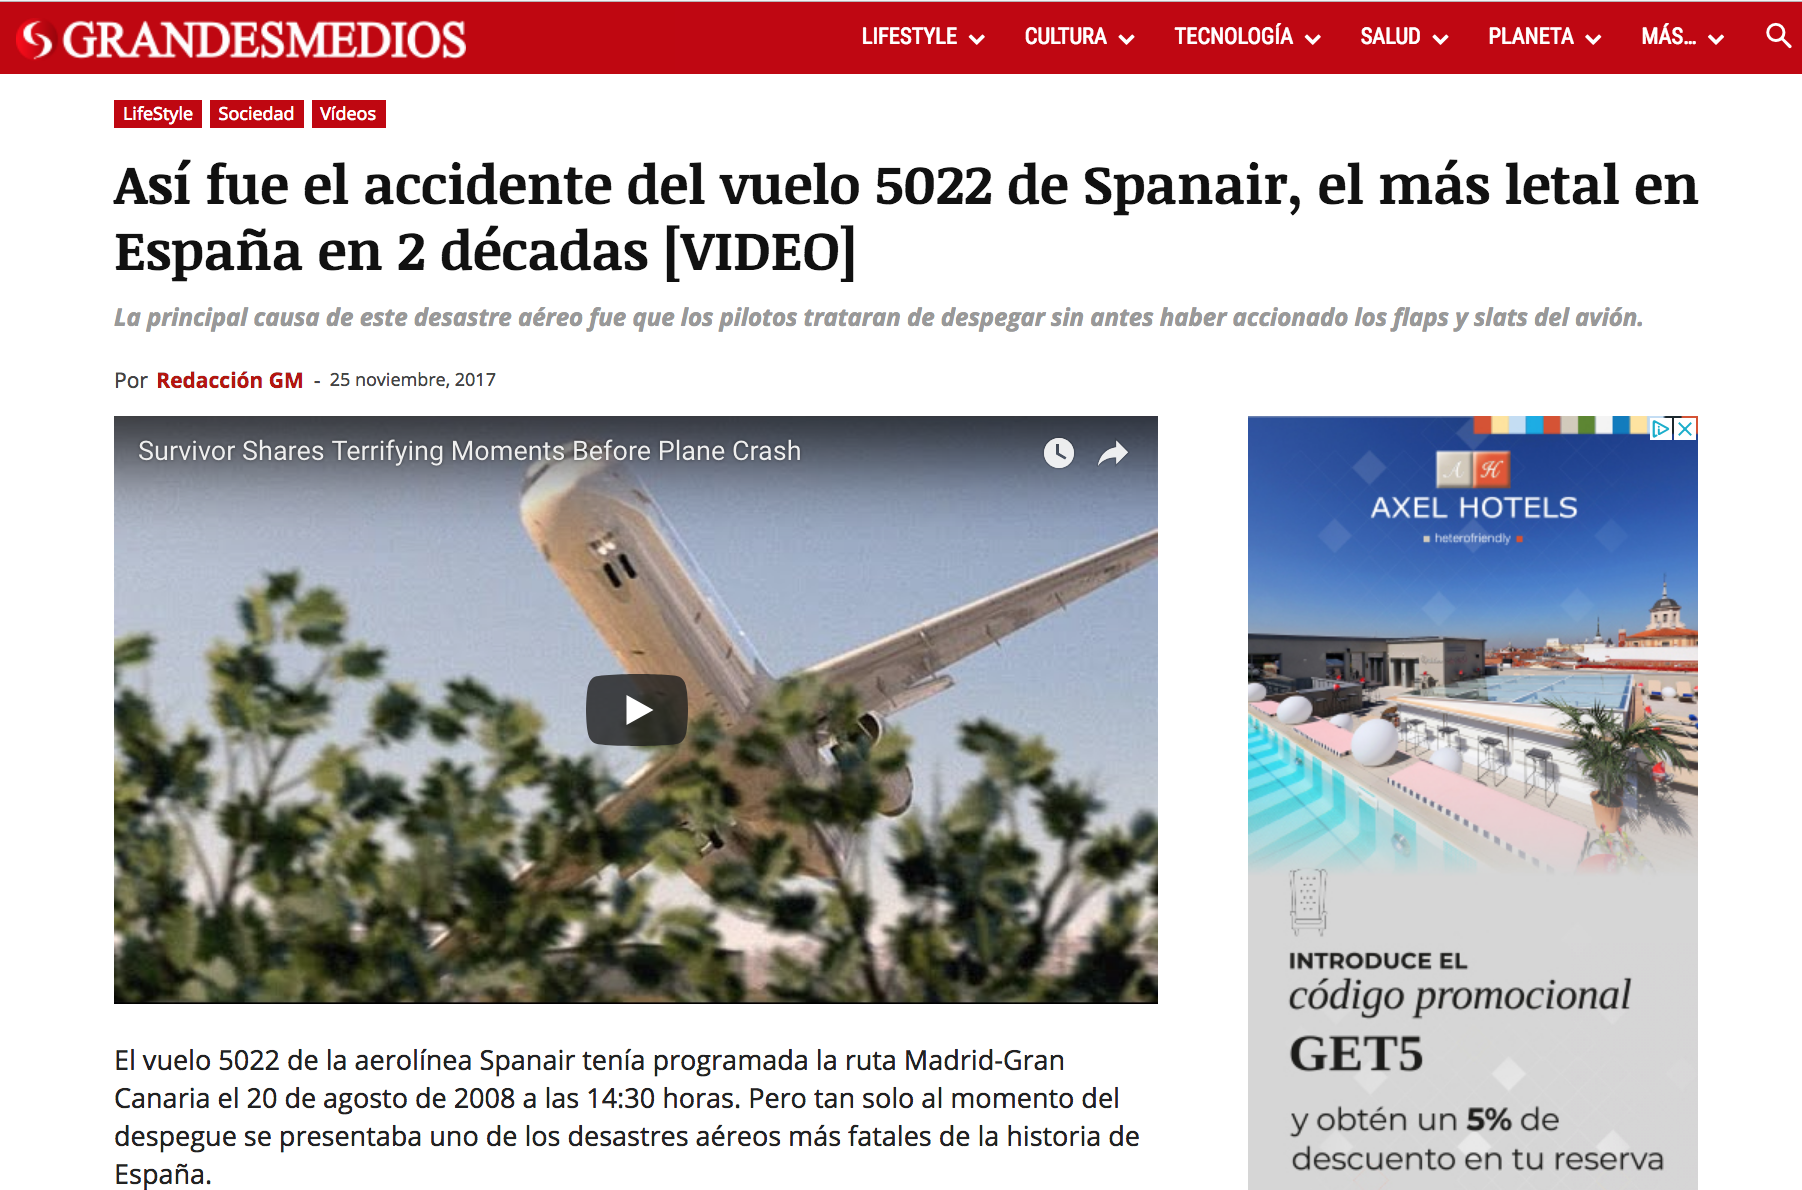 GRANDESMEDIOS
LIFESTYLE CULTURA TECNOLOGÍA SALUD PLANETA MÁS...
LifeStyle Sociedad Vídeos
Así fue el accidente del vuelo 5022 de Spanair, el más letal en
España en 2 décadas [VIDEO]
La principal causa de este desastre aéreo fue que los pilotos trataran de despegar sin antes haber accionado los flaps y slats del avión.
Por Redacción GM - 25 noviembre, 2017
Survivor Shares Terrifying Moments Before Plane Crash
El vuelo 5022 de la aerolínea Spanair tenía programada la ruta Madrid-Gran
Canaria el 20 de agosto de 2008 a las 14:30 horas. Pero tan solo al momento del
despegue se presentaba uno de los desastres aéreos más fatales de la historia de
España.
A H
AXEL HOTELS
heterofriendly
INTRODUCE EL
código promocional
GET5
y obtén un 5% de
descuento en tu reserva